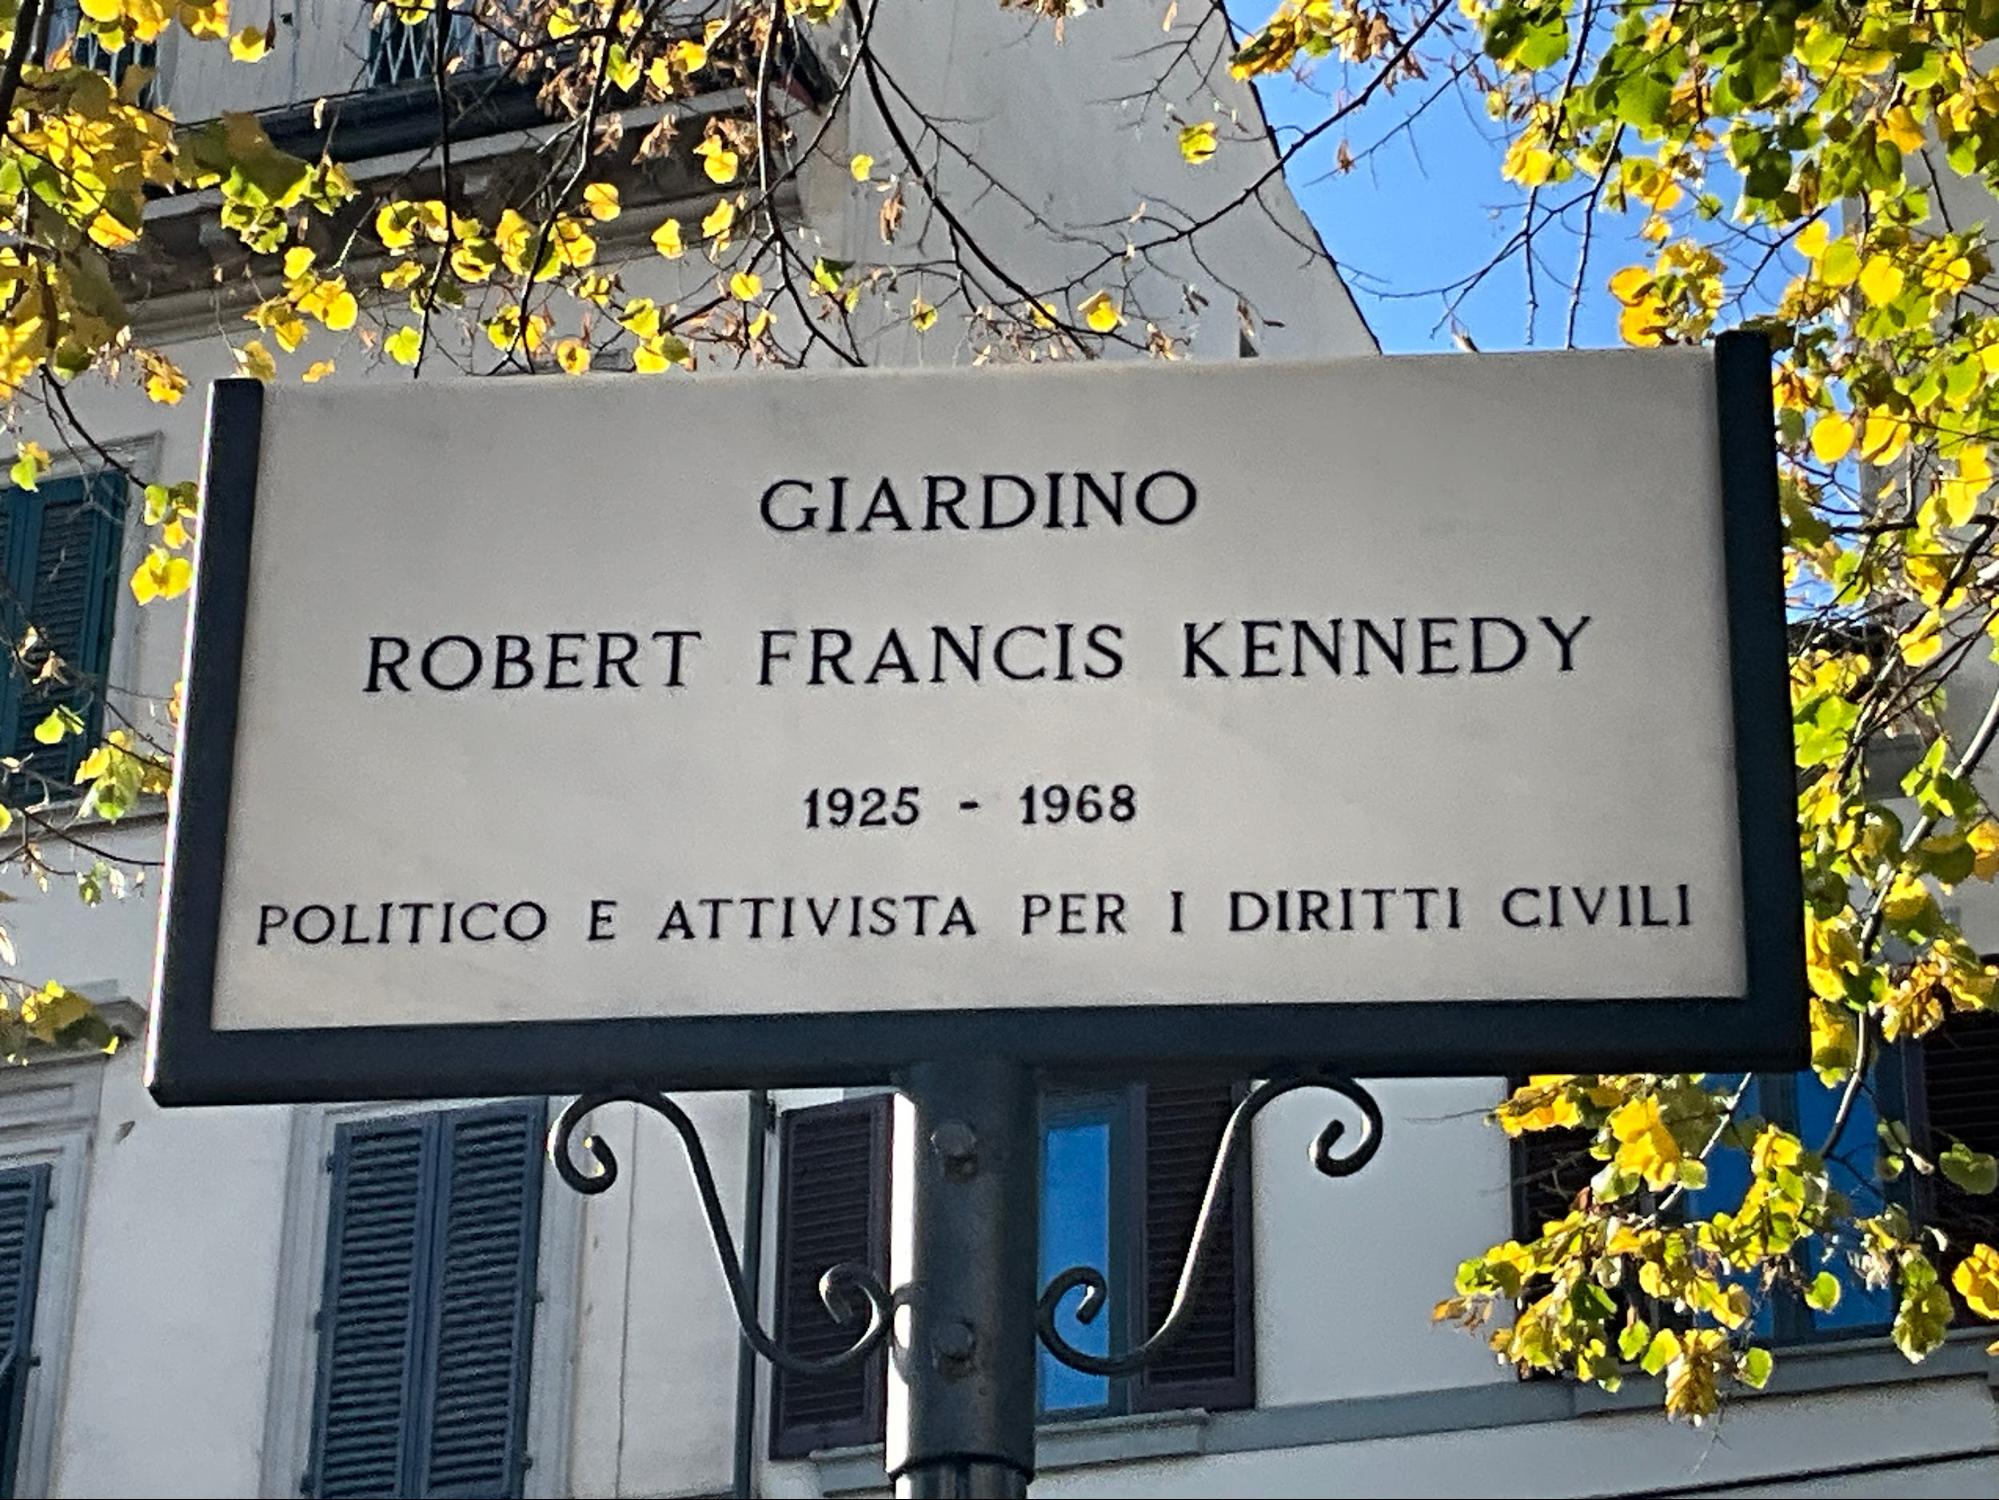 GIARDINO
ROBERT FRANCIS KENNEDY
1925 - 1968
POLITICO E ATTIVISTA PER I DIRITTI CIVILI